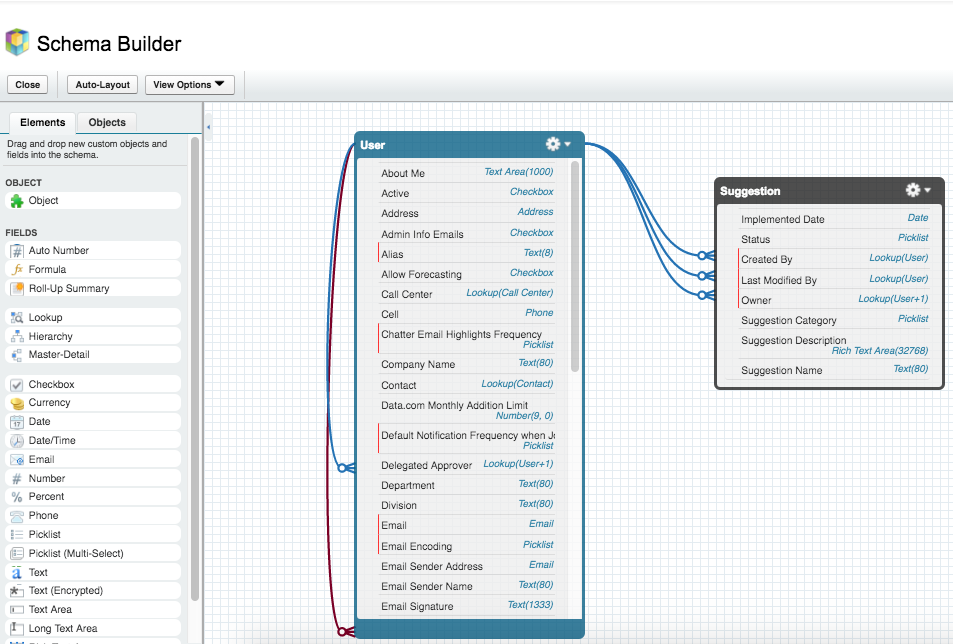 Schema Builder
Close
Auto-Layout
View Options
Elements
Objects
Drag and drop new custom objects and
fields into the schema.
OBJECT
Object
FIELDS
Auto Number
Formula
Roll-Up Summary
Lookup
Hierarchy
Master-Detail
Checkbox
Currency
Date
Date/Time
Email
Number
Percent
Phone
Picklist
Picklist (Multi-Select)
Text
Text (Encrypted)
Text Area
Long Text Area
User
About Me Text Area(1000)
Active Checkbox
Address Address
Admin Info Emails Checkbox
Alias Text(8)
Allow Forecasting Checkbox
Call Center Lookup(Call Center)
Cell Phone
Chatter Email Highlights Frequency
Picklist
Company Name Text(80)
Contact Lookup(Contact)
Data.com Monthly Addition Limit
Number(9, 0)
Default Notification Frequency when
Picklist
Delegated Approver Lookup(User+1)
Department Text(80)
Division Text(80)
Email Email
Email Encoding Picklist
Email Sender Address Email
Email Sender Name Text(80)
Email Signature Text(1333)
Suggestion
Implemented Date Date
Status Picklist
Created By Lookup(User)
Last Modified By Lookup(User)
Owner Lookup(User+1)
Suggestion Category Picklist
Suggestion Description
Rich Text Area(32768)
Suggestion Name Text(80)